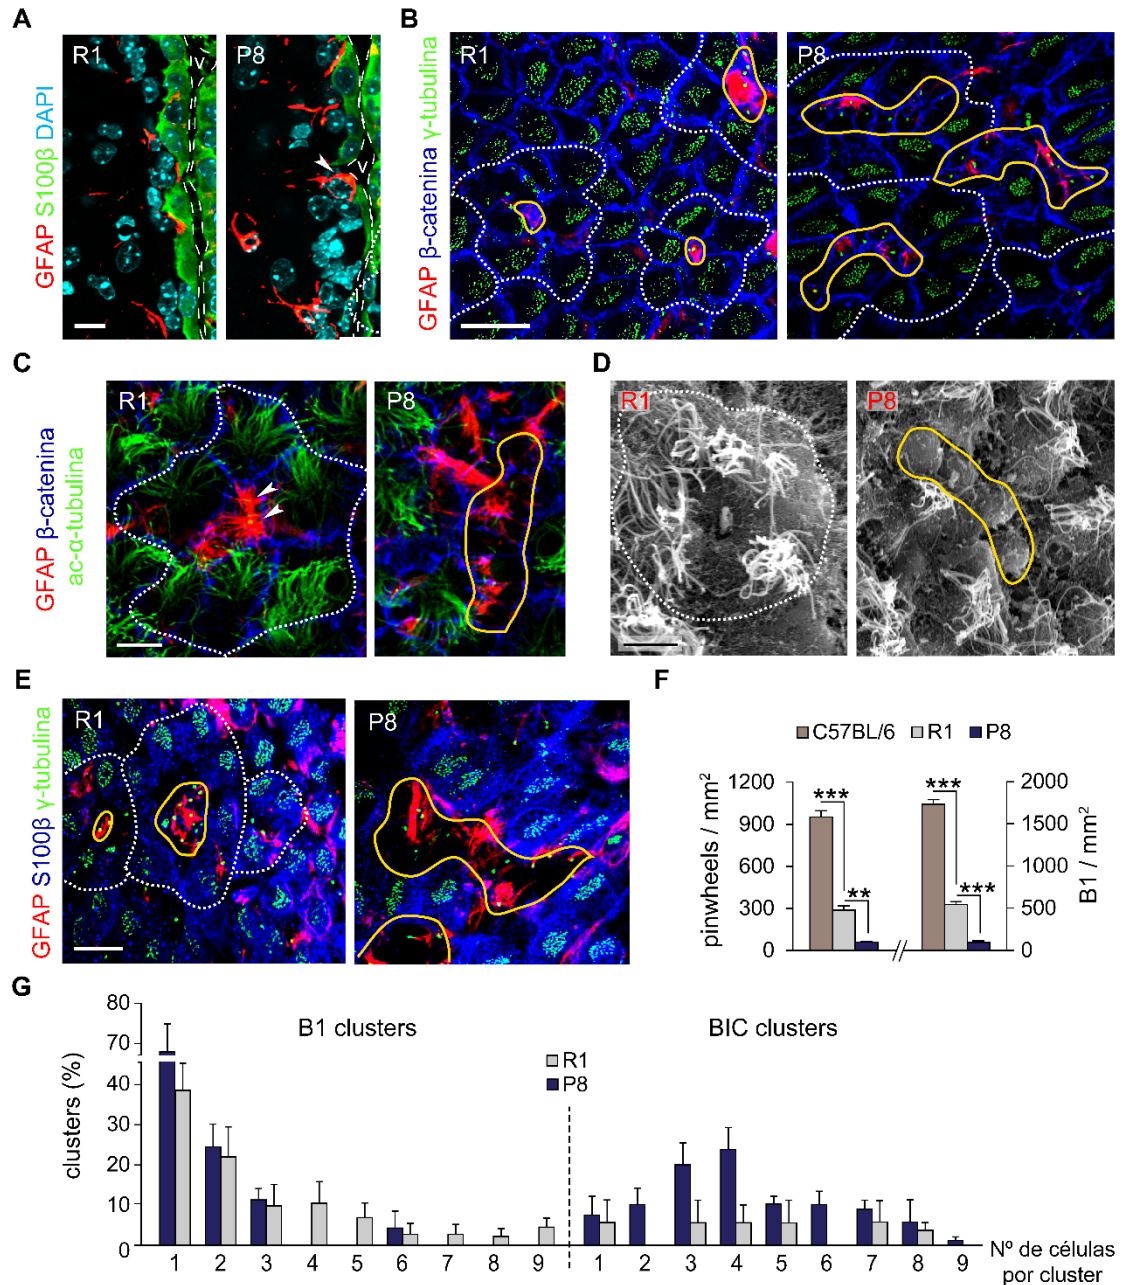 A
R1
P8
GFAP S100β DAPI
B
R1
P8
GFAP β-catenina γ-tubulina
C
R1
P8
GFAP β-catenina
ac-α-tubulina
D
R1
P8
E
R1
P8
GFAP S100β γ-tubulina
F
C57BL/6 R1 P8
pinwheels / mm²
1200
900
600
300
0
*** **
*** ***
2000
1500
1000
500
0
B1 / mm²
G
clusters (%)
80
70
40
30
20
10
0
B1 clusters
BIC clusters
R1
P8
1 2 3 4 5 6 7 8 9 1 2 3 4 5 6 7 8 9
Nº de células
por cluster